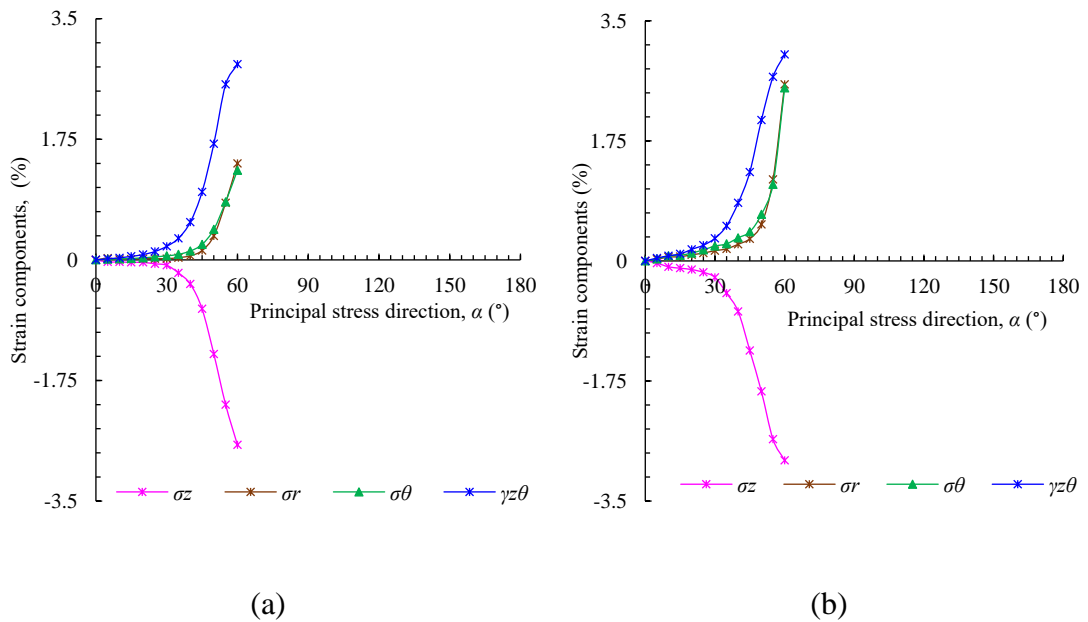 3.5
1.75
0
-1.75
-3.5
Strain components, (%)
0 30 60 90 120 150 180
Principal stress direction, α (°)
σz σr σθ γzθ
(a)
3.5
1.75
0
-1.75
-3.5
Strain components (%)
0 30 60 90 120 150 180
Principal stress direction, α (°)
σz σr σθ γzθ
(b)